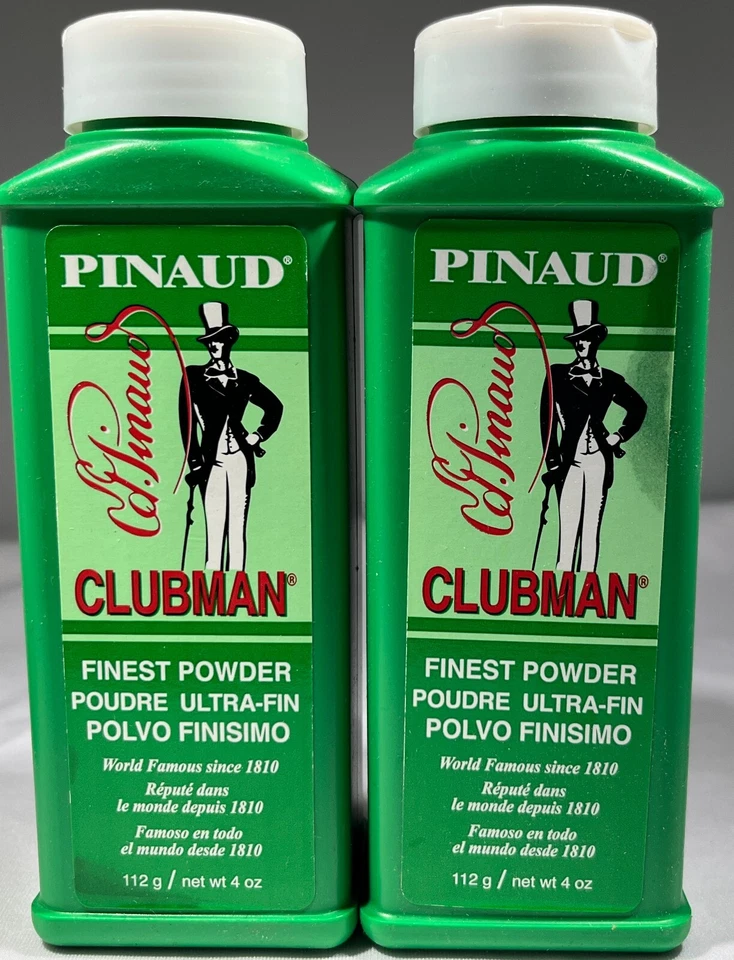 PINAUD®
Ed. Pinaud
CLUBMAN®
FINEST POWDER
POUDRE ULTRA-FIN
POLVO FINISIMO
World Famous since 1810
Réputé dans
le monde depuis 1810
Famoso en todo
el mundo desde 1810
112 g / net wt 4 oz
PINAUD®
Ed. Pinaud
CLUBMAN®
FINEST POWDER
POUDRE ULTRA-FIN
POLVO FINISIMO
World Famous since 1810
Réputé dans
le monde depuis 1810
Famoso en todo
el mundo desde 1810
112 g / net wt 4 oz